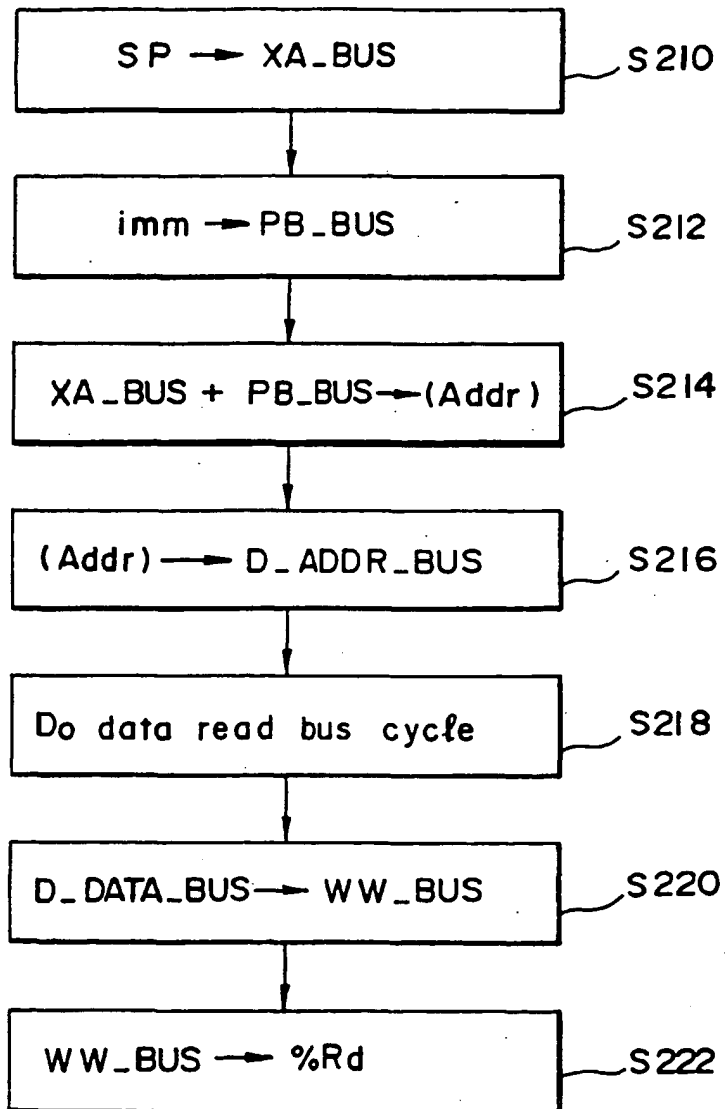 SP → XA_BUS S210
imm → PB_BUS S212
XA_BUS + PB_BUS → (Addr) S214
(Addr) → D_ADDR_BUS S216
Do data read bus cycle S218
D_DATA_BUS → WW_BUS S220
WW_BUS → %Rd S222